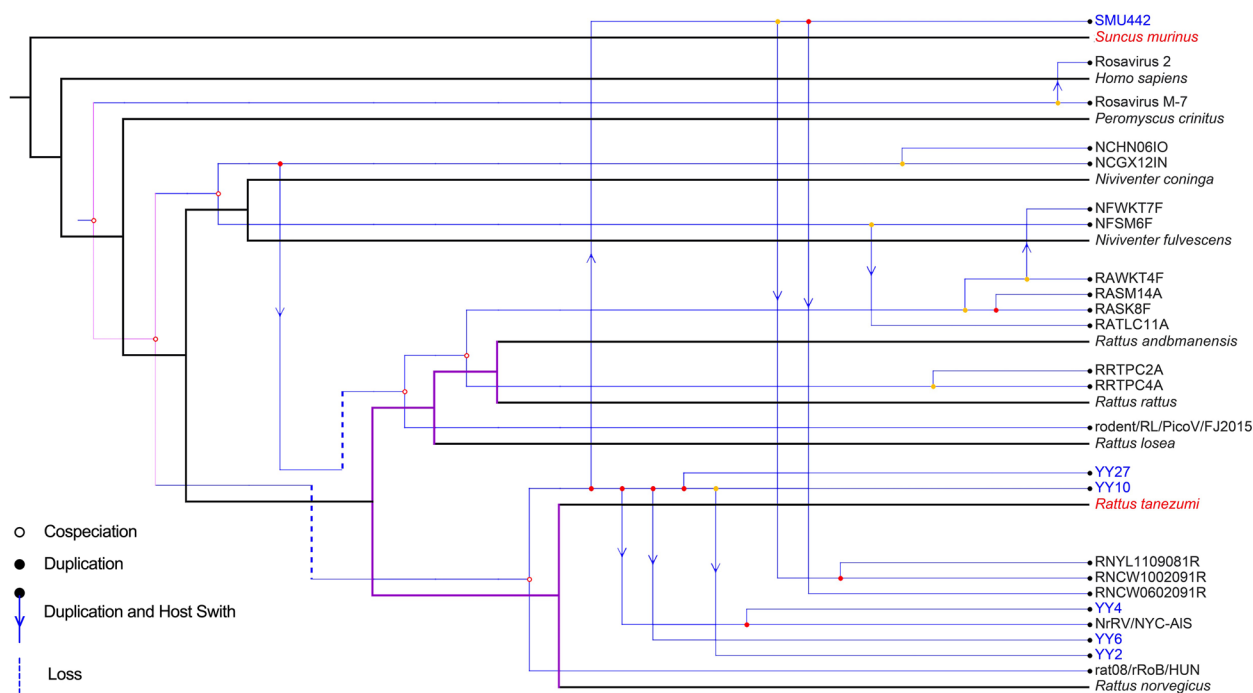 SMU442
Suncus murinus
Rosavirus 2
Homo sapiens
Rosavirus M-7
Peromyscus crinitus
NCHN06IO
NCGX12IN
Niviventer coninga
NFWKT7F
NFSM6F
Niviventer fulvescens
RAWKT4F
RASM14A
RASK8F
RATLC11A
Rattus andbmanensis
RRTPC2A
RRTPC4A
Rattus rattus
rodent/RL/PicoV/FJ2015
Rattus losea
YY27
YY10
Rattus tanezumi
RNYL1109081R
RNCW1002091R
RNCW0602091R
YY4
NrRV/NYC-AlS
YY6
YY2
rat08/rRoB/HUN
Rattus norvegicus
Cospeciation
Duplication
Duplication and Host Swith
Loss